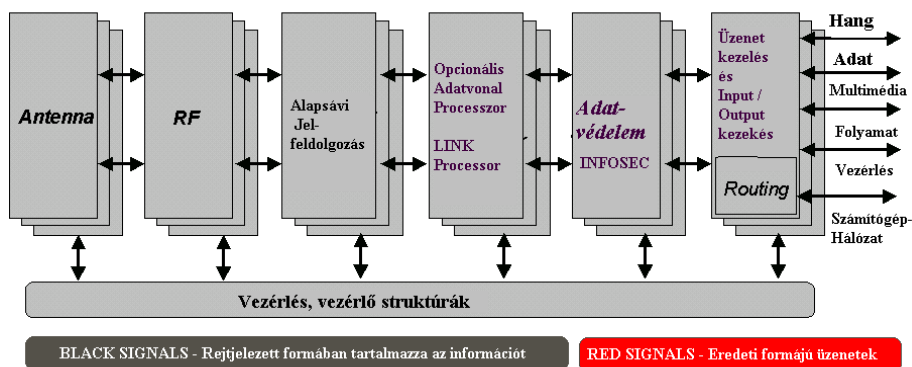 Antenna
RF
Alapsávi
Jel-
feldolgozás
Opcionális
Adatvonal
Processzor
LINK
Processor
Adat-
védelem
INFOSEC
Üzenet
kezelés
és
Input /
Output
kezekés
Routing
Hang
Adat
Multimédia
Folyamat
Vezérlés
Számítógép-
Hálózat
Vezérlés, vezérlő struktúrák
BLACK SIGNALS - Rejtjelezett formában tartalmazza az információt
RED SIGNALS - Eredeti formájú üzenetek